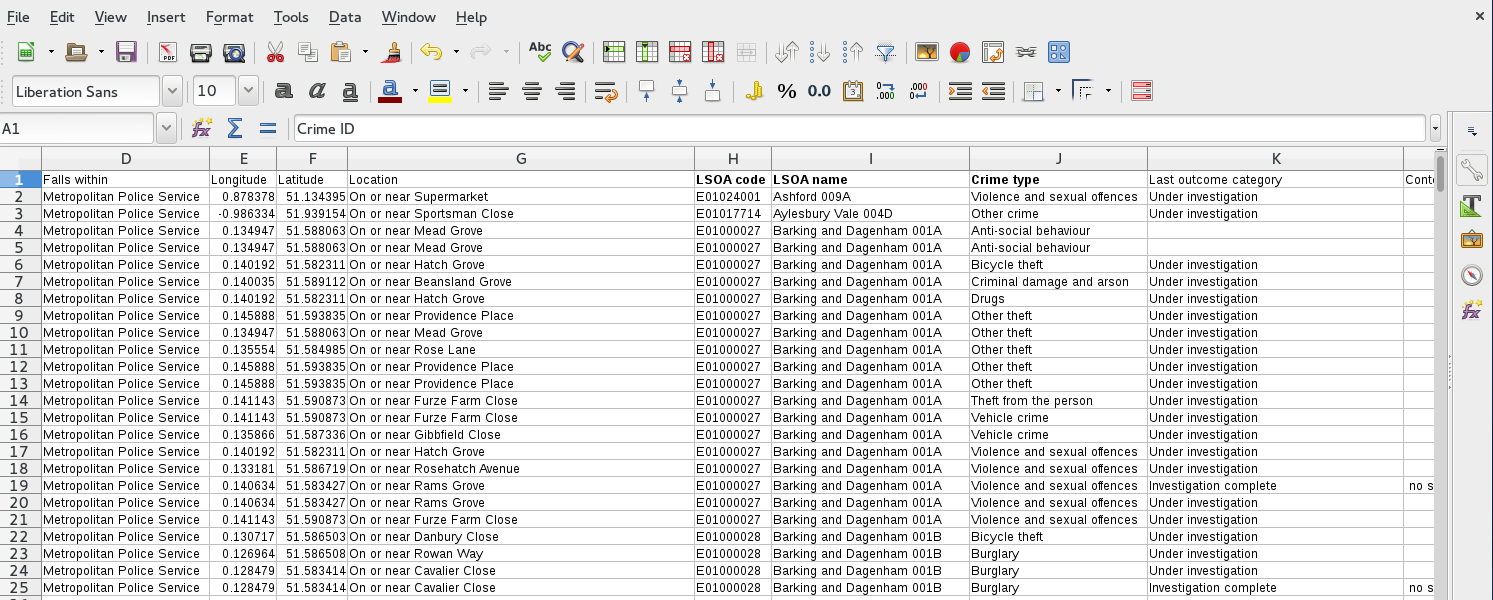 File Edit View Insert Format Tools Data Window Help
PDF Abc
Liberation Sans 10 a a a a % 0.0
A1 fx Σ = Crime ID
D E F G H I J K
1 Falls within Longitude Latitude Location LSOA code LSOA name Crime type Last outcome category Conte
2 Metropolitan Police Service 0.878378 51.134395 On or near Supermarket E01024001 Ashford 009A Violence and sexual offences Under investigation
3 Metropolitan Police Service -0.986334 51.939154 On or near Sportsman Close E01017714 Aylesbury Vale 004D Other crime Under investigation
4 Metropolitan Police Service 0.134947 51.588063 On or near Mead Grove E01000027 Barking and Dagenham 001A Anti-social behaviour
5 Metropolitan Police Service 0.134947 51.588063 On or near Mead Grove E01000027 Barking and Dagenham 001A Anti-social behaviour
6 Metropolitan Police Service 0.140192 51.582311 On or near Hatch Grove E01000027 Barking and Dagenham 001A Bicycle theft Under investigation
7 Metropolitan Police Service 0.140035 51.589112 On or near Beansland Grove E01000027 Barking and Dagenham 001A Criminal damage and arson Under investigation
8 Metropolitan Police Service 0.140192 51.582311 On or near Hatch Grove E01000027 Barking and Dagenham 001A Drugs Under investigation
9 Metropolitan Police Service 0.145888 51.593835 On or near Providence Place E01000027 Barking and Dagenham 001A Other theft Under investigation
10 Metropolitan Police Service 0.134947 51.588063 On or near Mead Grove E01000027 Barking and Dagenham 001A Other theft Under investigation
11 Metropolitan Police Service 0.135554 51.584985 On or near Rose Lane E01000027 Barking and Dagenham 001A Other theft Under investigation
12 Metropolitan Police Service 0.145888 51.593835 On or near Providence Place E01000027 Barking and Dagenham 001A Other theft Under investigation
13 Metropolitan Police Service 0.145888 51.593835 On or near Providence Place E01000027 Barking and Dagenham 001A Other theft Under investigation
14 Metropolitan Police Service 0.141143 51.590873 On or near Furze Farm Close E01000027 Barking and Dagenham 001A Theft from the person Under investigation
15 Metropolitan Police Service 0.141143 51.590873 On or near Furze Farm Close E01000027 Barking and Dagenham 001A Vehicle crime Under investigation
16 Metropolitan Police Service 0.135866 51.587336 On or near Gibbfield Close E01000027 Barking and Dagenham 001A Vehicle crime Under investigation
17 Metropolitan Police Service 0.140192 51.582311 On or near Hatch Grove E01000027 Barking and Dagenham 001A Violence and sexual offences Under investigation
18 Metropolitan Police Service 0.133181 51.586719 On or near Rosehatch Avenue E01000027 Barking and Dagenham 001A Violence and sexual offences Under investigation
19 Metropolitan Police Service 0.140634 51.583427 On or near Rams Grove E01000027 Barking and Dagenham 001A Violence and sexual offences Investigation complete no s
20 Metropolitan Police Service 0.140634 51.583427 On or near Rams Grove E01000027 Barking and Dagenham 001A Violence and sexual offences Under investigation
21 Metropolitan Police Service 0.141143 51.590873 On or near Furze Farm Close E01000027 Barking and Dagenham 001A Violence and sexual offences Under investigation
22 Metropolitan Police Service 0.130717 51.586503 On or near Danbury Close E01000028 Barking and Dagenham 001B Bicycle theft Under investigation
23 Metropolitan Police Service 0.126964 51.586508 On or near Rowan Way E01000028 Barking and Dagenham 001B Burglary Under investigation
24 Metropolitan Police Service 0.128479 51.583414 On or near Cavalier Close E01000028 Barking and Dagenham 001B Burglary Under investigation
25 Metropolitan Police Service 0.128479 51.583414 On or near Cavalier Close E01000028 Barking and Dagenham 001B Burglary Investigation complete no s